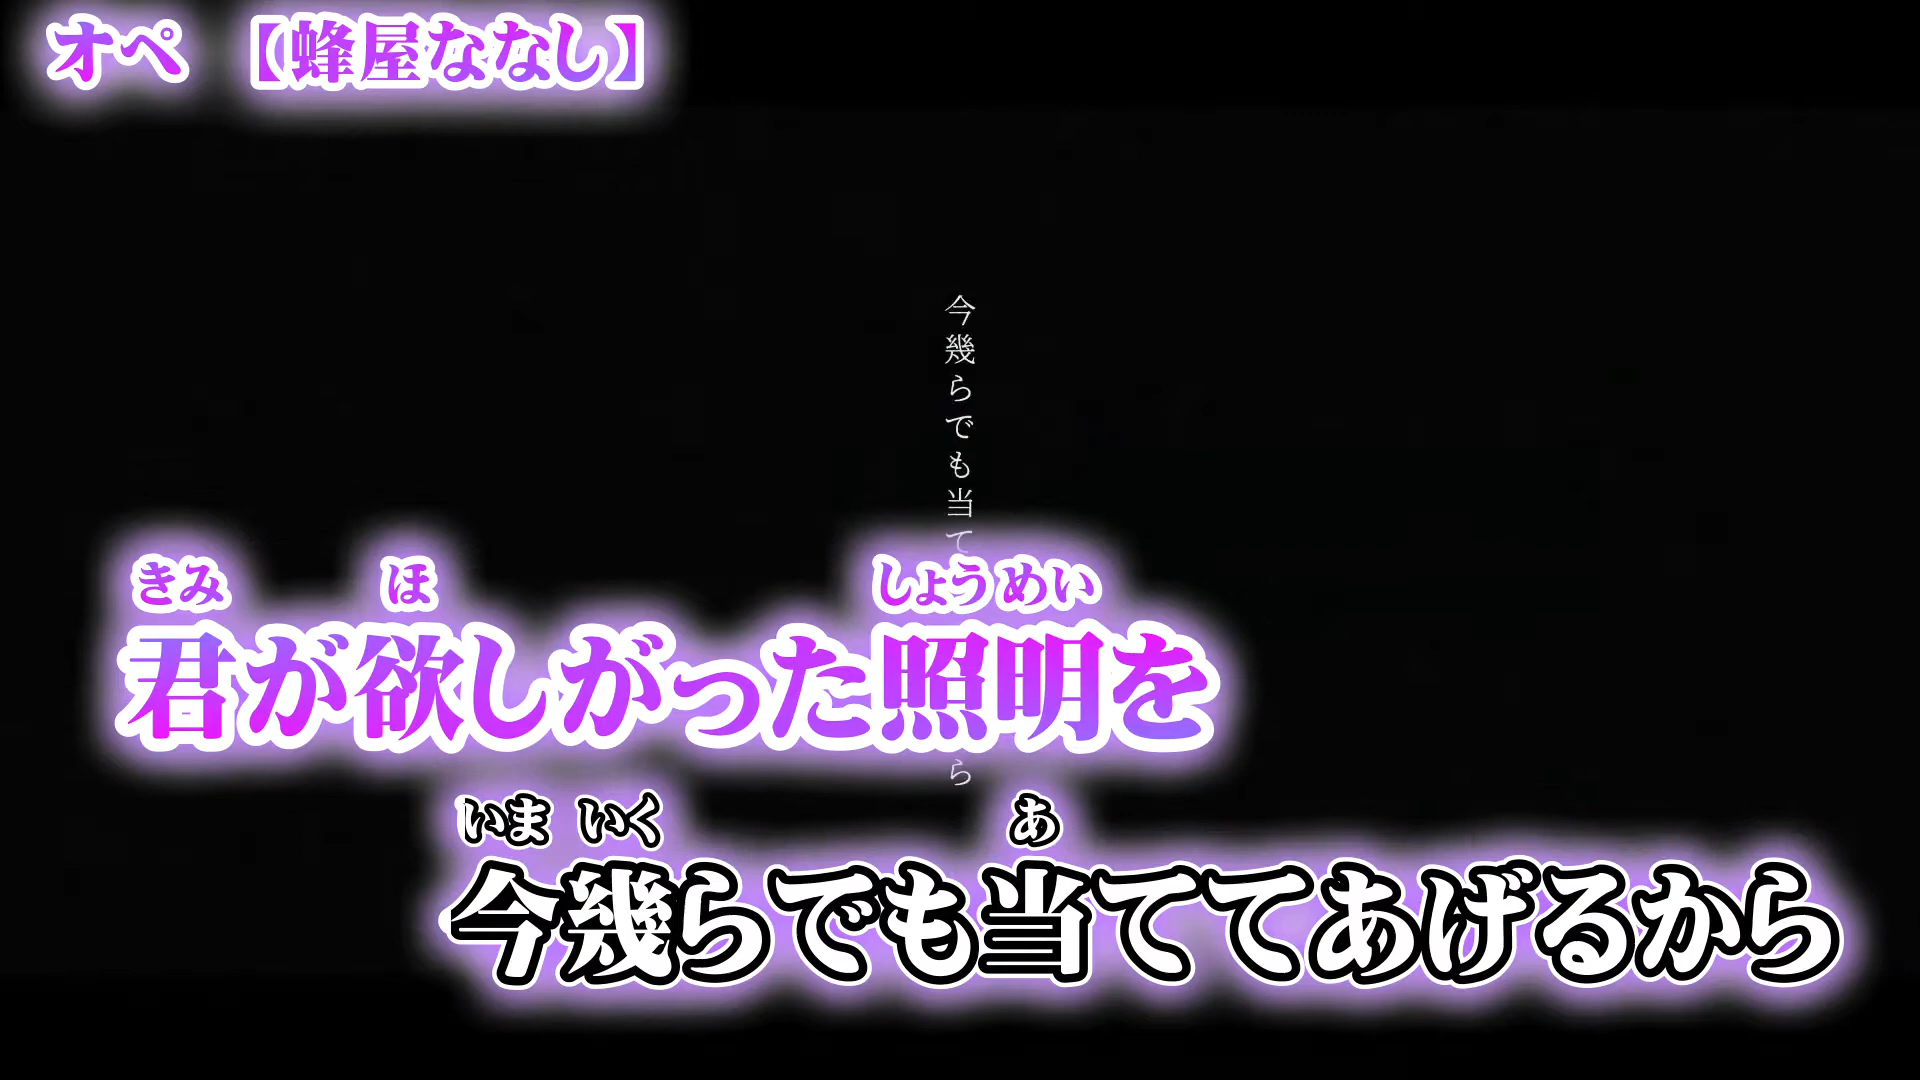 オペ 【蜂屋ななし】
今幾らでも当て
ら
きみ ほ しょうめい
君が欲しがった照明を
いま いく あ
今幾らでも当ててあげるから